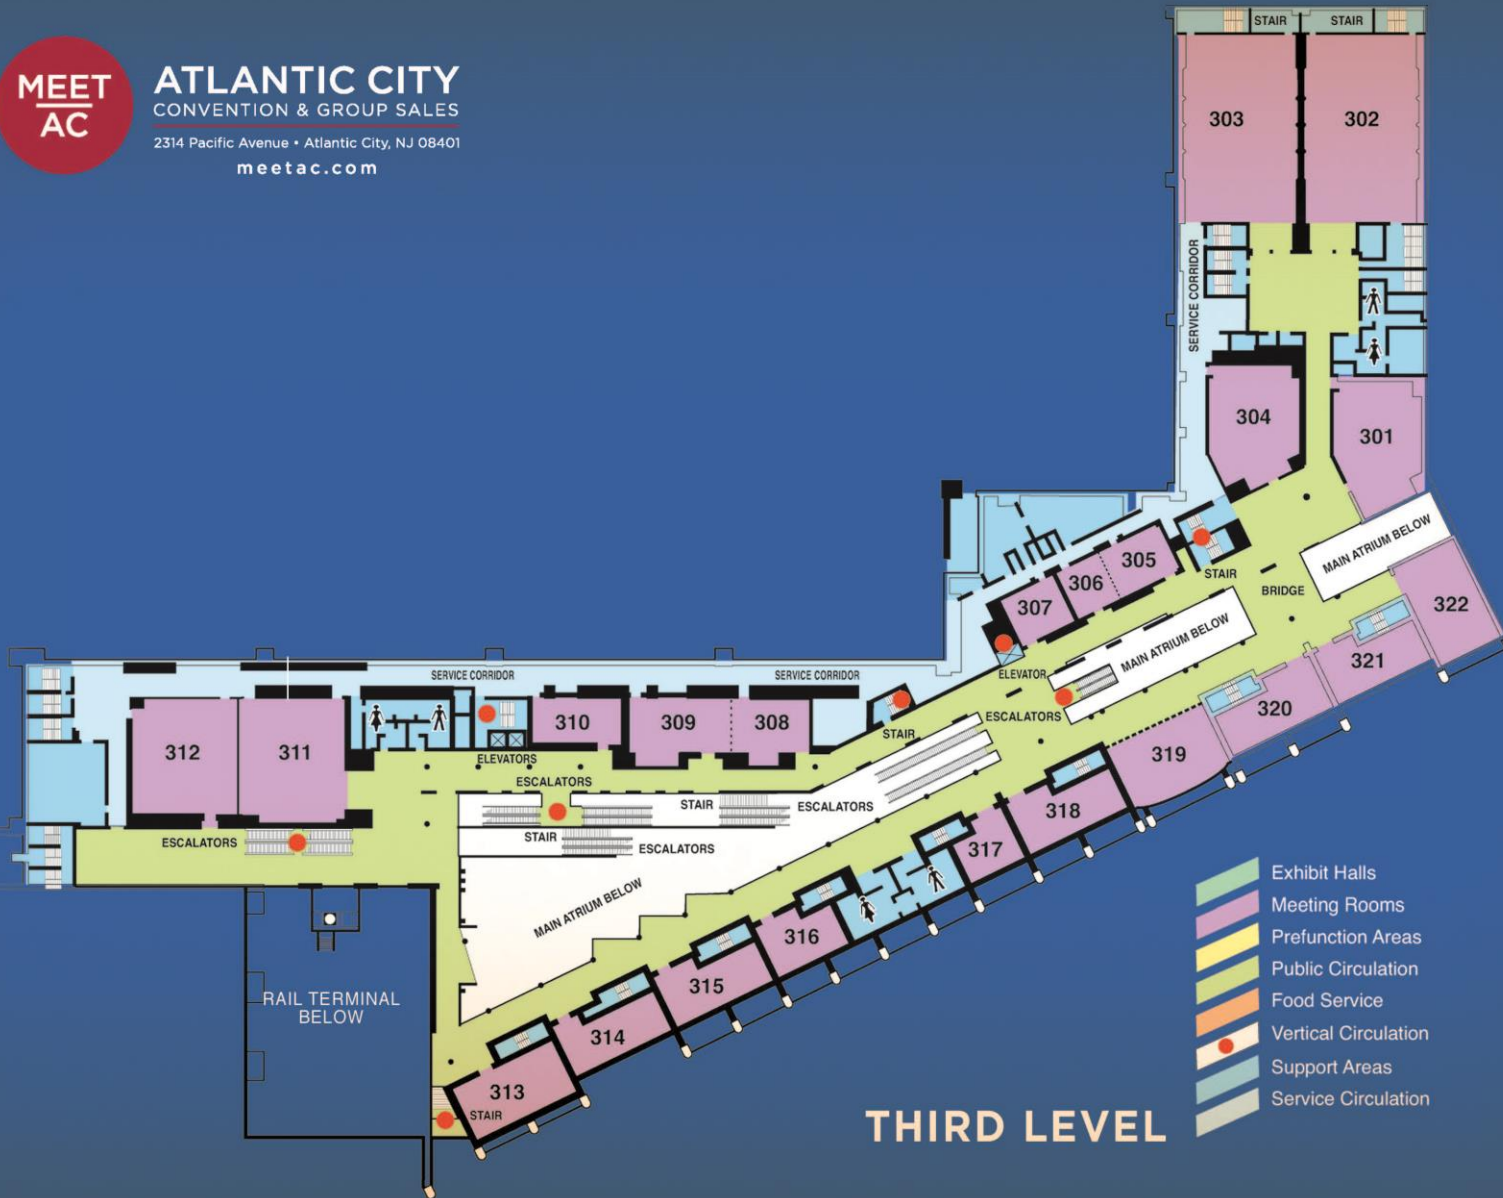 MEET
AC
ATLANTIC CITY
CONVENTION & GROUP SALES
2314 Pacific Avenue • Atlantic City, NJ 08401
meetac.com
STAIR
STAIR
303
302
SERVICE CORRIDOR
304
301
MAIN ATRIUM BELOW
305
306
307
STAIR
BRIDGE
322
MAIN ATRIUM BELOW
321
ELEVATOR
320
ESCALATORS
SERVICE CORRIDOR
SERVICE CORRIDOR
312
311
310
309
308
STAIR
319
ELEVATORS
ESCALATORS
STAIR
ESCALATORS
318
ESCALATORS
STAIR
ESCALATORS
317
MAIN ATRIUM BELOW
316
315
314
313
STAIR
RAIL TERMINAL
BELOW
Exhibit Halls
Meeting Rooms
Prefunction Areas
Public Circulation
Food Service
Vertical Circulation
Support Areas
Service Circulation
THIRD LEVEL